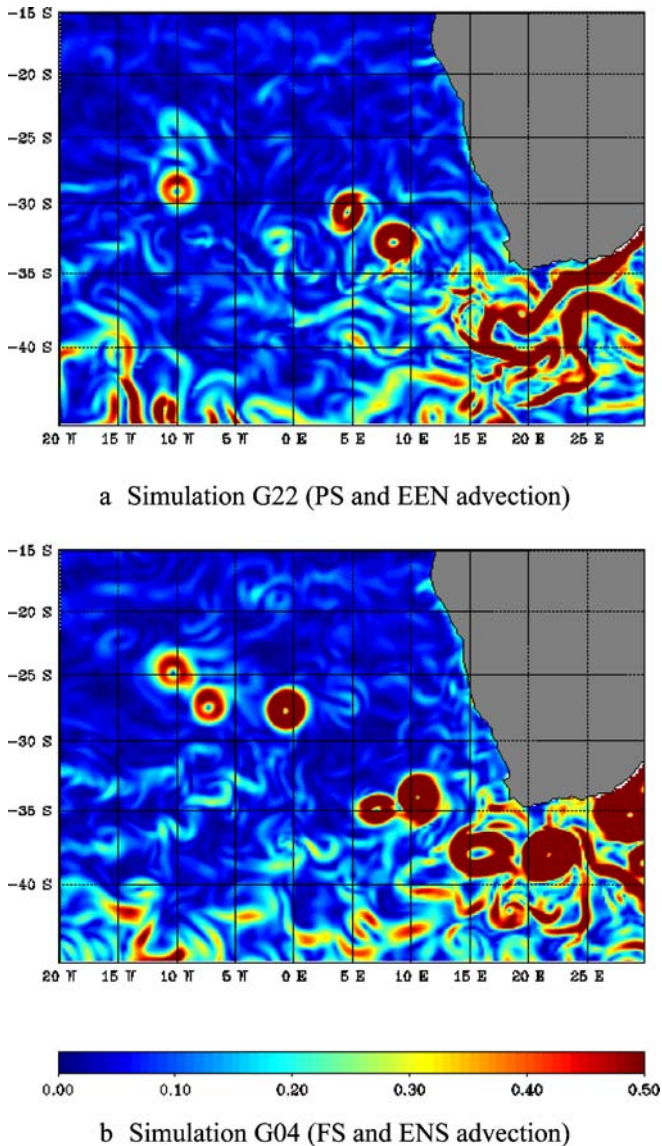 −15 S
−20 S
−25 S
−30 S
−35 S
−40 S
20 W 15 W 10 W 5 W 0 E 5 E 10 E 15 E 20 E 25 E
a Simulation G22 (PS and EEN advection)
−15 S
−20 S
−25 S
−30 S
−35 S
−40 S
20 W 15 W 10 W 5 W 0 E 5 E 10 E 15 E 20 E 25 E
0.00 0.10 0.20 0.30 0.40 0.50
b Simulation G04 (FS and ENS advection)